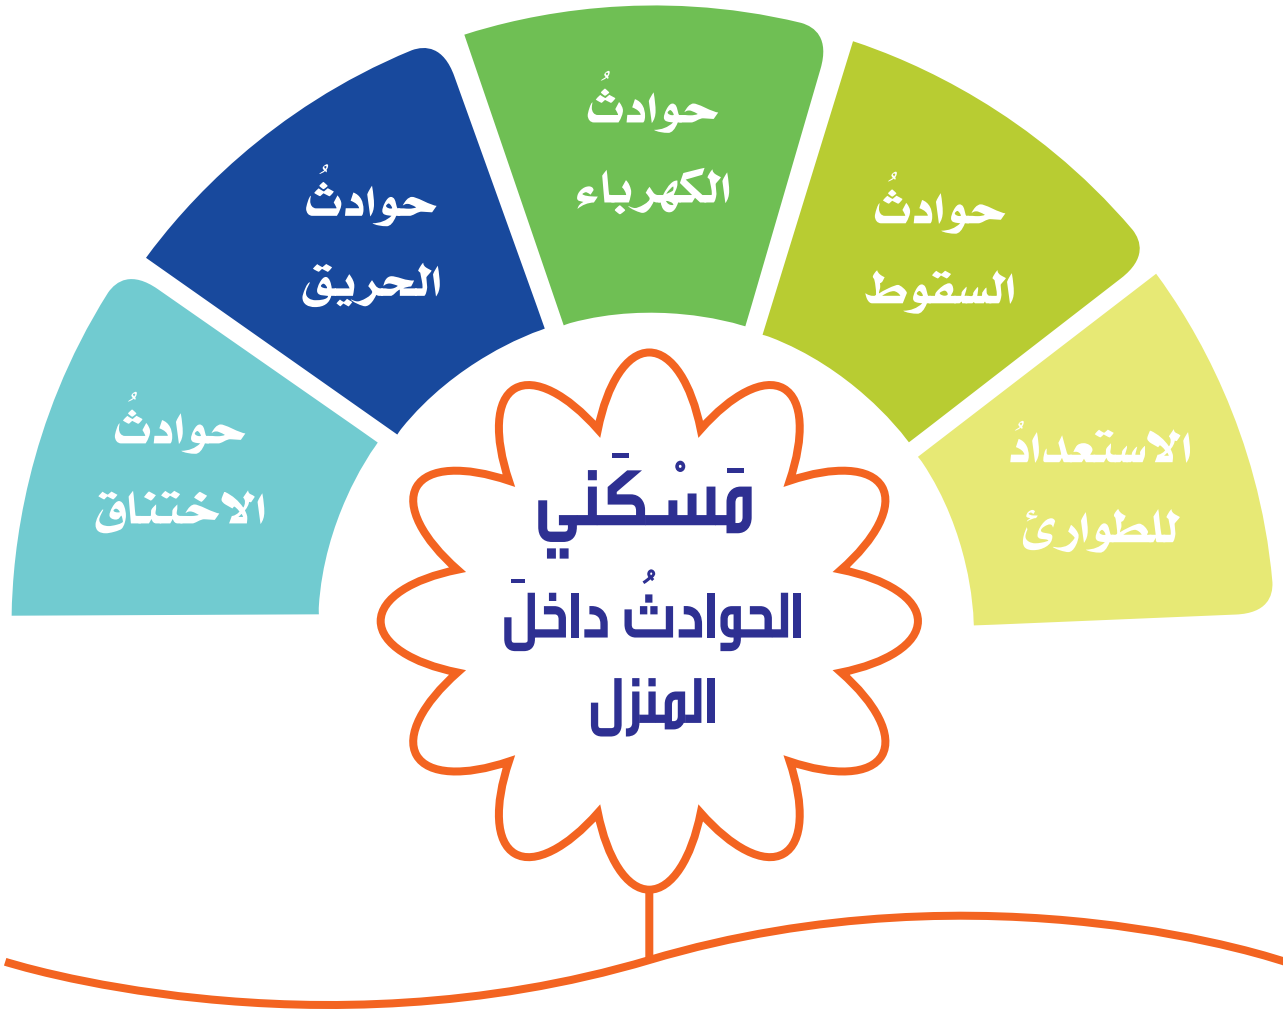 الاستعدادُ
للطوارئ
حوادثُ
السقوط
حوادثُ
الكهرباء
حوادثُ
الحريق
حوادثُ
الاختناق
مَسْكَني
الحوادثُ داخلَ
المنزل